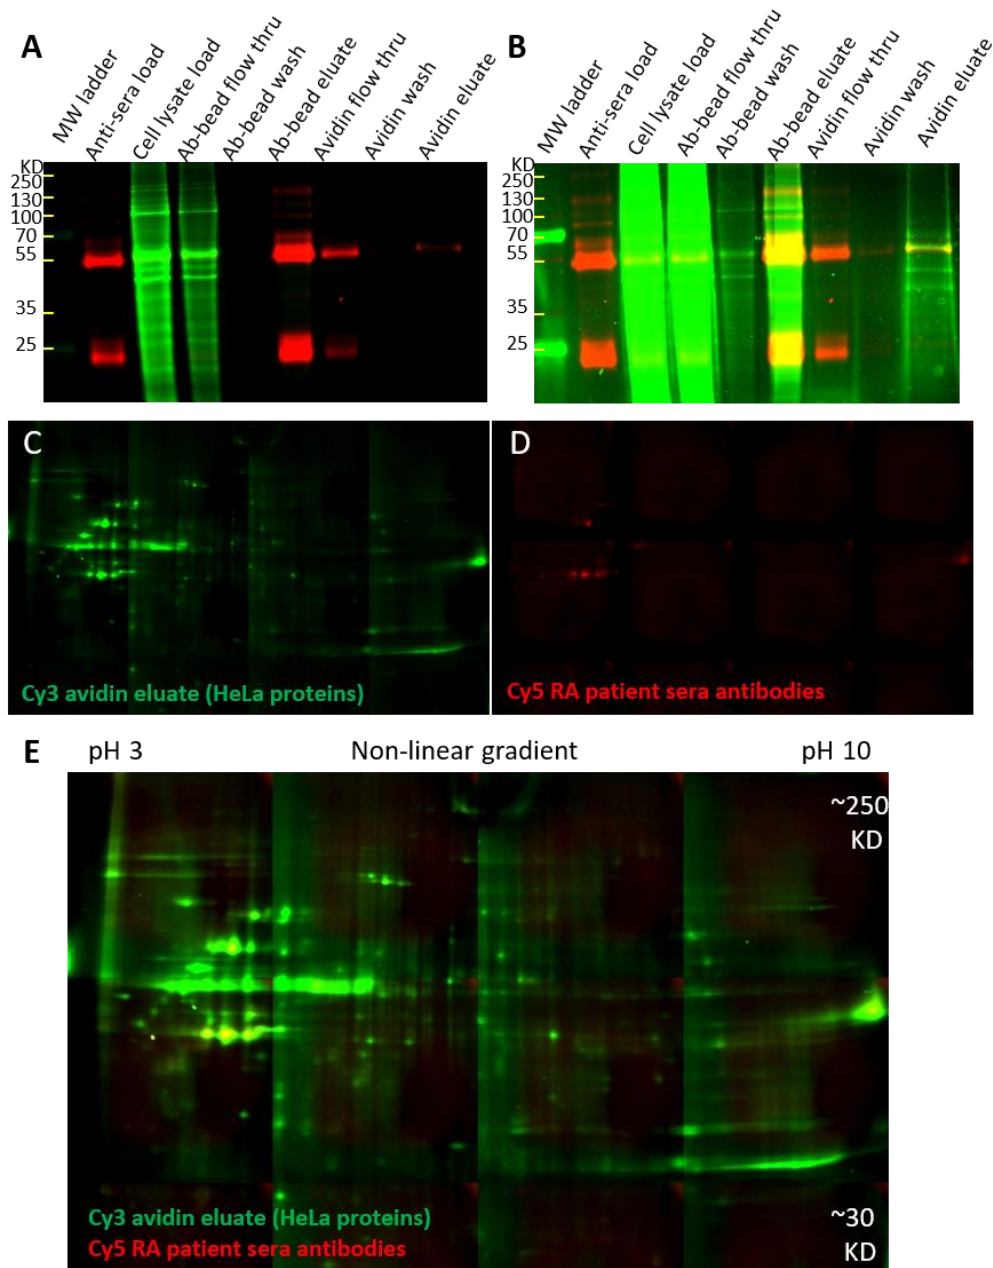 A
MW ladder
Anti-sera load
Cell lysate load
Ab-bead flow thru
Ab-bead wash
Ab-bead eluate
Avidin flow thru
Avidin wash
Avidin eluate
KD
250
130
100
70
55
35
25
B
MW ladder
Anti-sera load
Cell lysate load
Ab-bead flow thru
Ab-bead wash
Ab-bead eluate
Avidin flow thru
Avidin wash
Avidin eluate
KD
250
130
100
70
55
35
25
C
Cy3 avidin eluate (HeLa proteins)
D
Cy5 RA patient sera antibodies
E
pH 3
Non-linear gradient
pH 10
~250
KD
Cy3 avidin eluate (HeLa proteins)
Cy5 RA patient sera antibodies
~30
KD